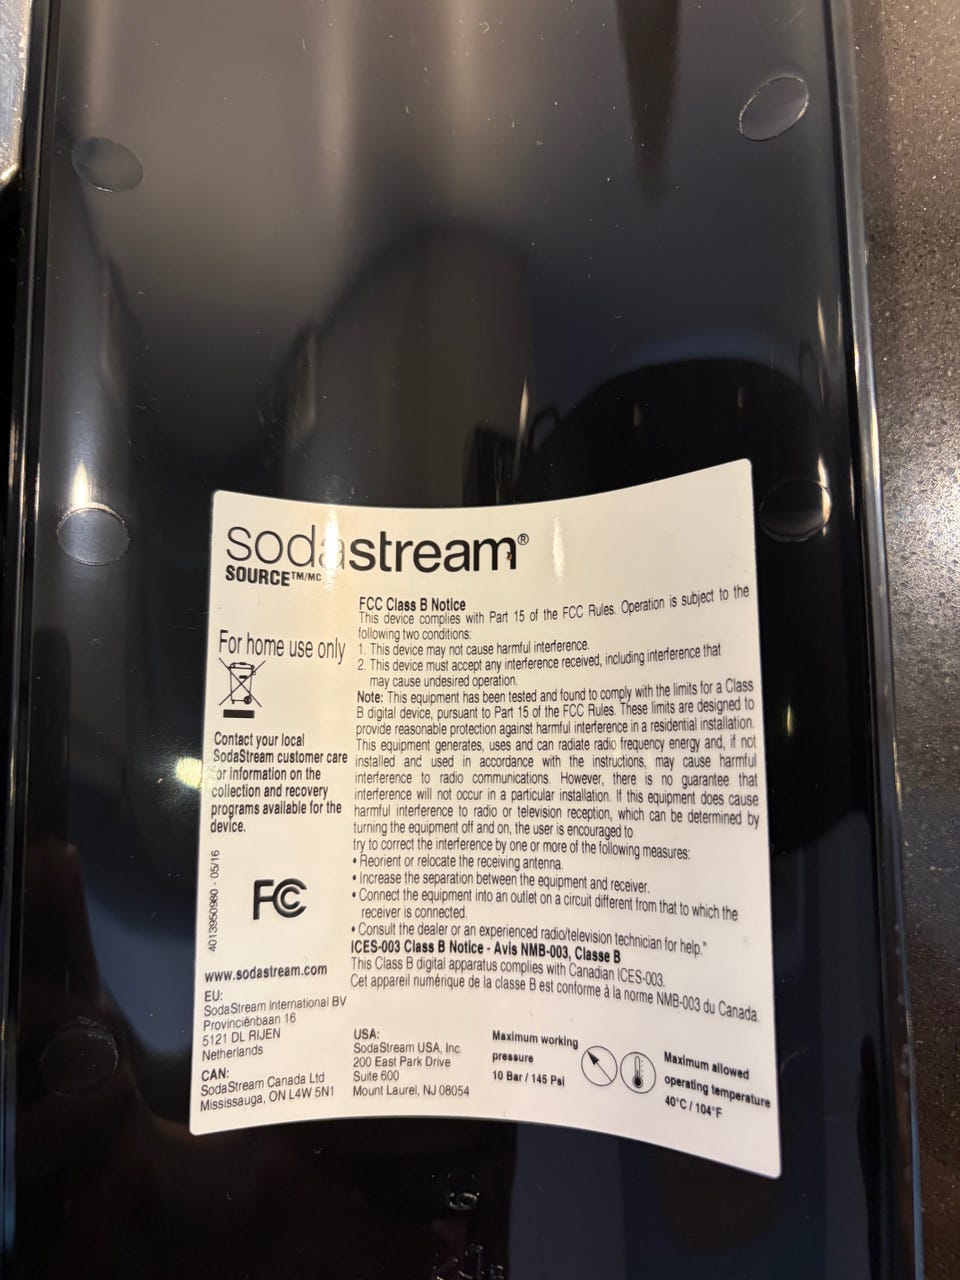 sodastream®
SOURCE™/MC
For home use only
Contact your local
SodaStream customer care
for information on the
collection and recovery
programs available for the
device.
4013950980 - 05/16
FC
www.sodastream.com
EU:
SodaStream International BV
Provinciënbaan 16
5121 DL RIJEN
Netherlands
CAN:
SodaStream Canada Ltd
Mississauga, ON L4W 5N1
FCC Class B Notice
This device complies with Part 15 of the FCC Rules. Operation is subject to the
following two conditions:
1. This device may not cause harmful interference.
2. This device must accept any interference received, including interference that
may cause undesired operation.
Note: This equipment has been tested and found to comply with the limits for a Class
B digital device, pursuant to Part 15 of the FCC Rules. These limits are designed to
provide reasonable protection against harmful interference in a residential installation.
This equipment generates, uses and can radiate radio frequency energy and, if not
installed and used in accordance with the instructions, may cause harmful
interference to radio communications. However, there is no guarantee that
interference will not occur in a particular installation. If this equipment does cause
harmful interference to radio or television reception, which can be determined by
turning the equipment off and on, the user is encouraged to
try to correct the interference by one or more of the following measures:
• Reorient or relocate the receiving antenna.
• Increase the separation between the equipment and receiver.
• Connect the equipment into an outlet on a circuit different from that to which the
receiver is connected.
• Consult the dealer or an experienced radio/television technician for help."
ICES-003 Class B Notice - Avis NMB-003, Classe B
This Class B digital apparatus complies with Canadian ICES-003.
Cet appareil numérique de la classe B est conforme à la norme NMB-003 du Canada.
USA:
SodaStream USA, Inc.
200 East Park Drive
Suite 600
Mount Laurel, NJ 08054
Maximum working
pressure
10 Bar / 145 Psi
Maximum allowed
operating temperature
40°C / 104°F